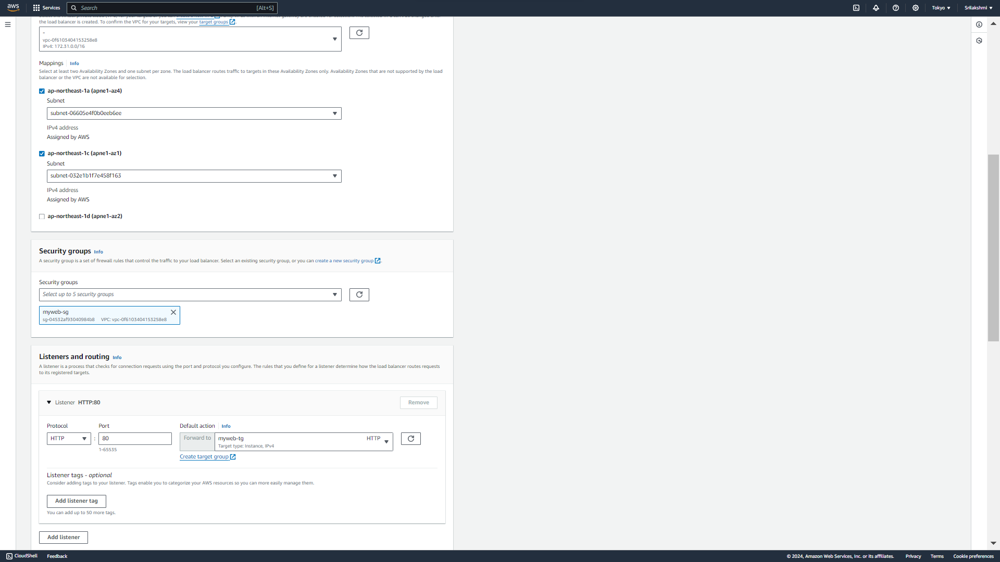 aws
Services
Search
[Alt+S]
Tokyo
Srilakshmi
the load balancer is created. To confirm the VPC for your targets, view your target groups.
-
vpc-0f6103404153258e8
IPv4: 172.31.0.0/16
Mappings Info
Select at least two Availability Zones and one subnet per zone. The load balancer routes traffic to targets in these Availability Zones only. Availability Zones that are not supported by the load
balancer or the VPC are not available for selection.
ap-northeast-1a (apne1-az4)
Subnet
subnet-06605e4f0b0eeb6ee
IPv4 address
Assigned by AWS
ap-northeast-1c (apne1-az1)
Subnet
subnet-032e1b1f7e458f163
IPv4 address
Assigned by AWS
ap-northeast-1d (apne1-az2)
Security groups Info
A security group is a set of firewall rules that control the traffic to your load balancer. Select an existing security group, or you can create a new security group.
Security groups
Select up to 5 security groups
myweb-sg
sg-04532af93040984b8 VPC: vpc-0f6103404153258e8
Listeners and routing Info
A listener is a process that checks for connection requests using the port and protocol you configure. The rules that you define for a listener determine how the load balancer routes requests
to its registered targets.
Listener HTTP:80
Remove
Protocol Port Default action Info
HTTP : 80 Forward to myweb-tg HTTP
Target type: Instance, IPv4
1-65535
Create target group
Listener tags - optional
Consider adding tags to your listener. Tags enable you to categorize your AWS resources so you can more easily manage them.
Add listener tag
You can add up to 50 more tags.
Add listener
CloudShell Feedback
© 2024, Amazon Web Services, Inc. or its affiliates. Privacy Terms Cookie preferences